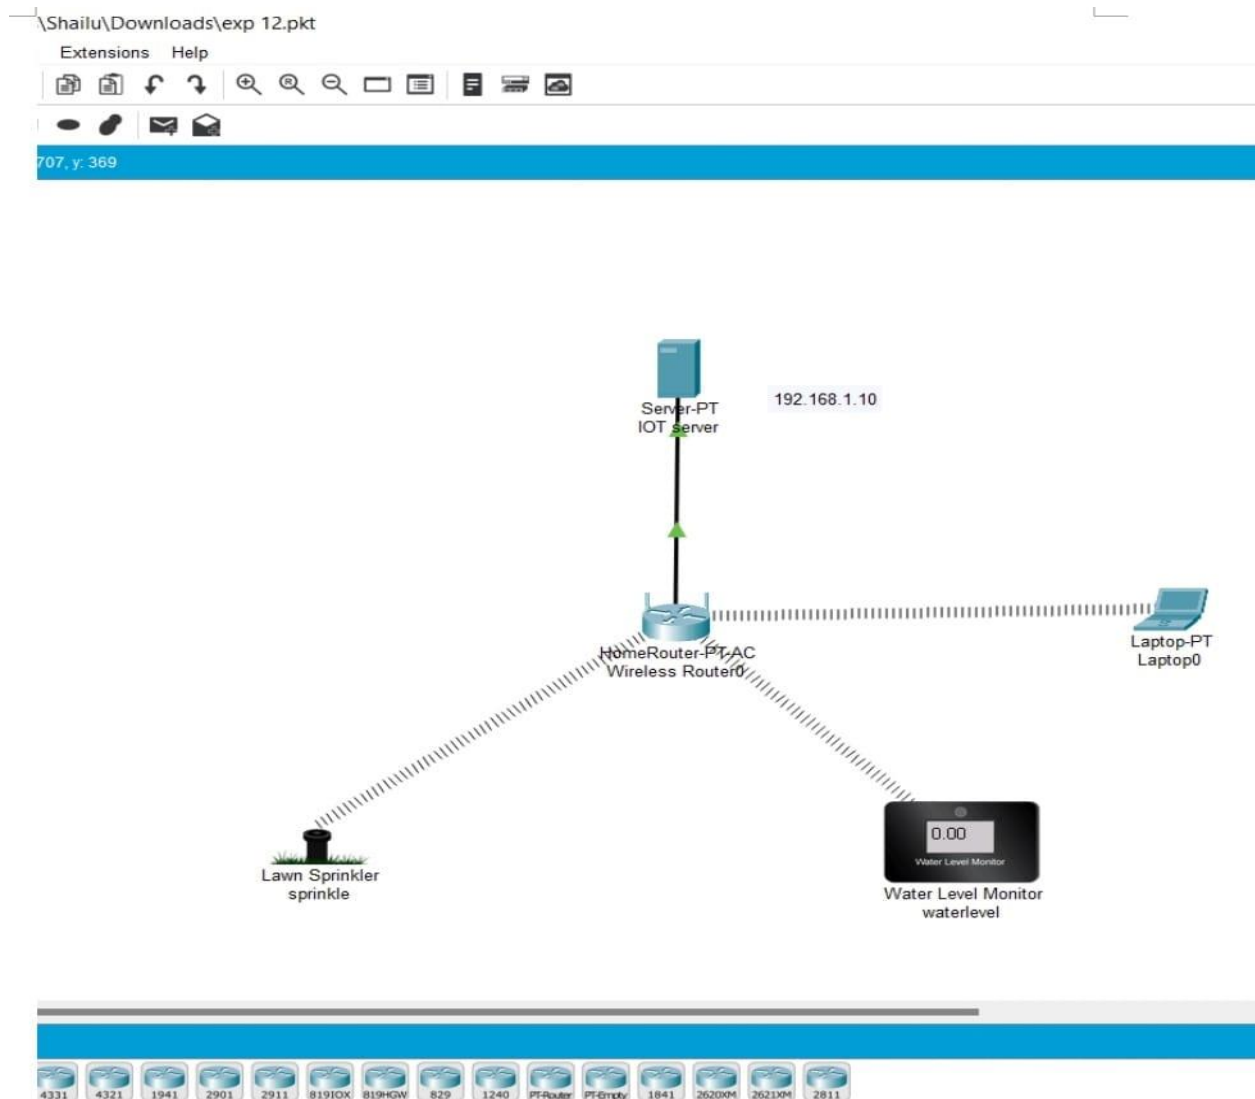 \Shailu\Downloads\exp 12.pkt
Extensions Help
707, y: 369
192.168.1.10
Server-PT
IOT server
HomeRouter-PT-AC
Wireless Router0
Laptop-PT
Laptop0
0.00
Water Level Monitor
Lawn Sprinkler
sprinkle
Water Level Monitor
waterlevel
4331 4321 1941 2901 2911 819IOX 819HGW 829 1240 PT-Router PT-Empty 1841 2620XM 2621XM 2811